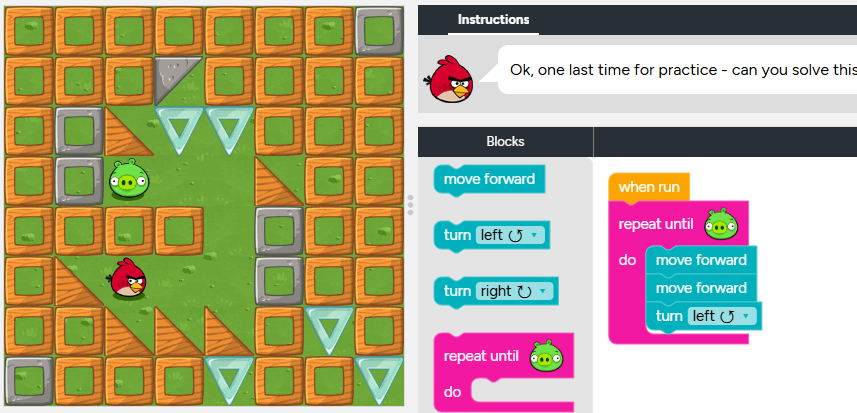 Instructions
Ok, one last time for practice - can you solve this
Blocks
move forward
turn left
turn right
repeat until
do
when run
repeat until
do
move forward
move forward
turn left